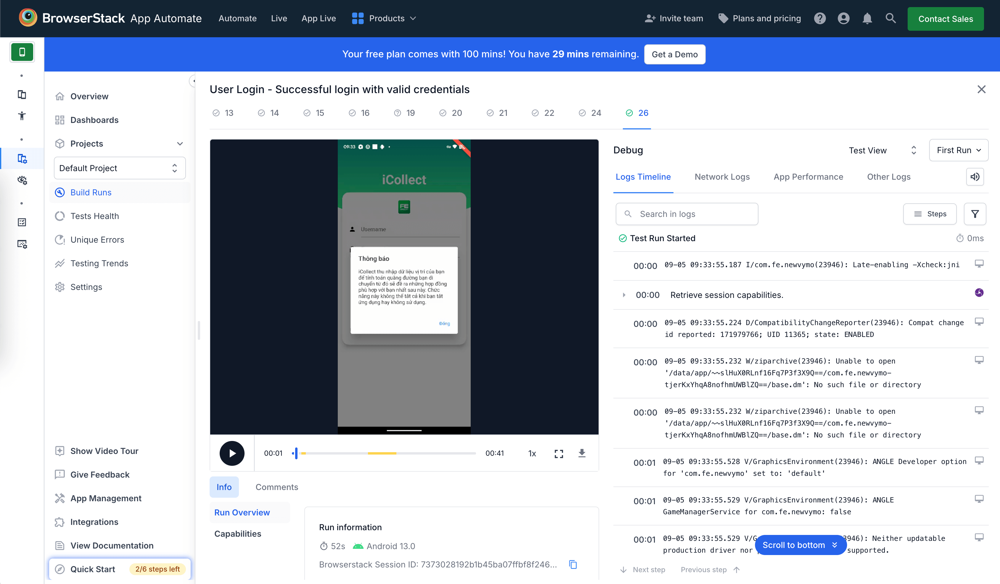 BrowserStack App Automate Automate Live App Live Products Invite team Plans and pricing Contact Sales
Your free plan comes with 100 mins! You have 29 mins remaining. Get a Demo
Overview
Dashboards
Projects
Default Project
Build Runs
Tests Health
Unique Errors
Testing Trends
Settings
Show Video Tour
Give Feedback
App Management
Integrations
View Documentation
Quick Start 2/6 steps left
User Login - Successful login with valid credentials
13 14 15 16 19 20 21 22 24 26
09:33
iCollect
FE
Username
Thông báo
iCollect thu nhập dữ liệu vị trí của bạn
để tính toán quãng đường bạn di
chuyển từ đó sẽ đề ra những hợp đồng
phù hợp với bạn nhất sau này. Chức
năng này không thể tắt cả khi bạn tắt
ứng dụng hay không sử dụng.
Đóng
00:01 00:41 1x
Info Comments
Run Overview
Capabilities
Run information
52s Android 13.0
Browserstack Session ID: 7373028192b1b45ba07ffbf8f246...
Debug Test View First Run
Logs Timeline Network Logs App Performance Other Logs
Search in logs Steps
Test Run Started 0ms
00:00 09-05 09:33:55.187 I/com.fe.newvymo(23946): Late-enabling -Xcheck:jni
00:00 Retrieve session capabilities.
00:00 09-05 09:33:55.224 D/CompatibilityChangeReporter(23946): Compat change
id reported: 171979766; UID 11365; state: ENABLED
00:00 09-05 09:33:55.232 W/ziparchive(23946): Unable to open
'/data/app/~~slHuX0RLnf16Fq7P3f3X9Q==/com.fe.newvymo-
tjerKxYhqA8nofhmUWBlZQ==/base.dm': No such file or directory
00:00 09-05 09:33:55.232 W/ziparchive(23946): Unable to open
'/data/app/~~slHuX0RLnf16Fq7P3f3X9Q==/com.fe.newvymo-
tjerKxYhqA8nofhmUWBlZQ==/base.dm': No such file or directory
00:01 09-05 09:33:55.528 V/GraphicsEnvironment(23946): ANGLE Developer option
for 'com.fe.newvymo' set to: 'default'
00:01 09-05 09:33:55.529 V/GraphicsEnvironment(23946): ANGLE
GameManagerService for com.fe.newvymo: false
00:01 09-05 09:33:55.529 V/G 3946): Neither updatable
production driver nor supported.
Scroll to bottom
Next step Previous step